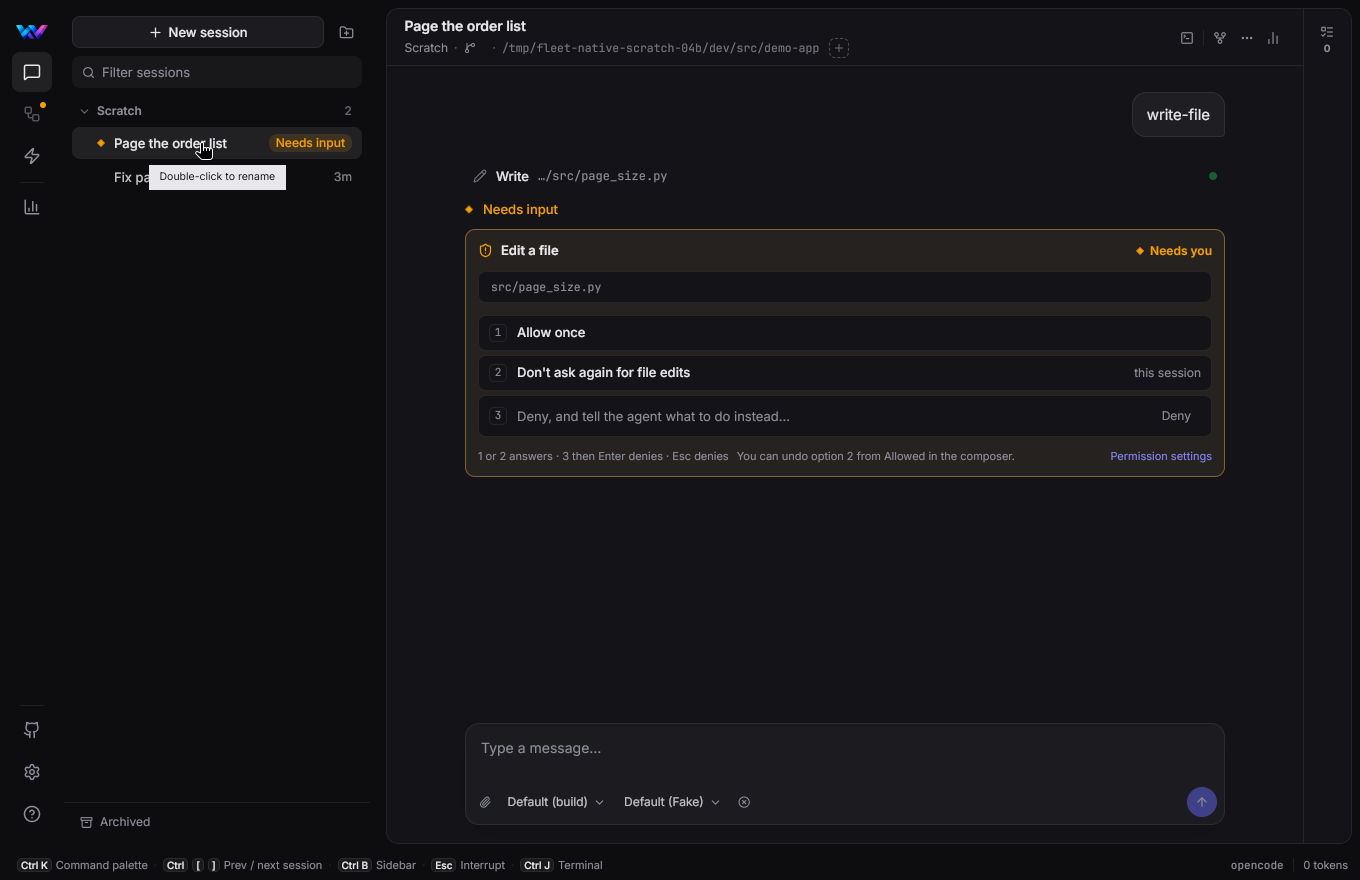 New session
Filter sessions
Scratch 2
Page the order list Needs input
Double-click to rename
Fix pa 3m
Archived
Page the order list
Scratch · · /tmp/fleet-native-scratch-04b/dev/src/demo-app
0
write-file
Write …/src/page_size.py
Needs input
Edit a file Needs you
src/page_size.py
1 Allow once
2 Don't ask again for file edits this session
3 Deny, and tell the agent what to do instead… Deny
1 or 2 answers · 3 then Enter denies · Esc denies You can undo option 2 from Allowed in the composer. Permission settings
Type a message…
Default (build) Default (Fake)
Ctrl K Command palette · Ctrl [ ] Prev / next session · Ctrl B Sidebar · Esc Interrupt · Ctrl J Terminal opencode 0 tokens